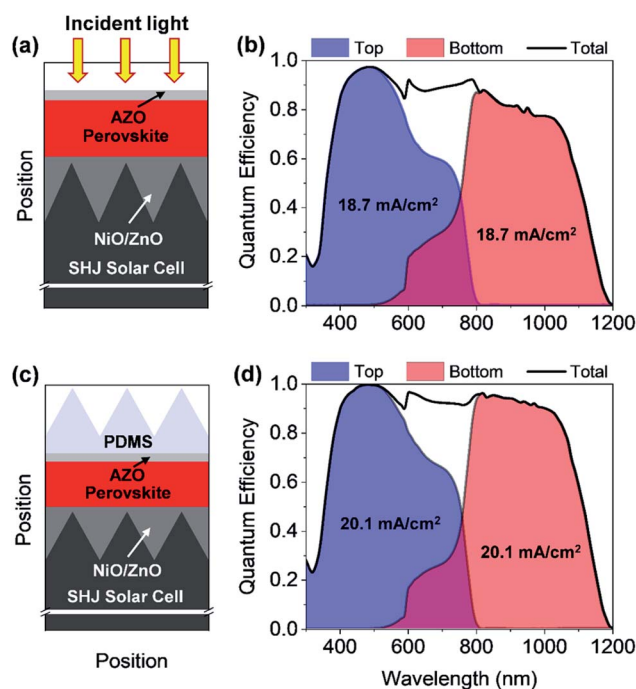 (a)
Incident light
AZO
Perovskite
NiO/ZnO
SHJ Solar Cell
Position
(b)
Top Bottom Total
1.0
0.8
0.6
0.4
0.2
0.0
Quantum Efficiency
18.7 mA/cm²
18.7 mA/cm²
400 600 800 1000 1200
(c)
PDMS
AZO
Perovskite
NiO/ZnO
SHJ Solar Cell
Position
Position
(d)
Top Bottom Total
1.0
0.8
0.6
0.4
0.2
0.0
Quantum Efficiency
20.1 mA/cm²
20.1 mA/cm²
400 600 800 1000 1200
Wavelength (nm)